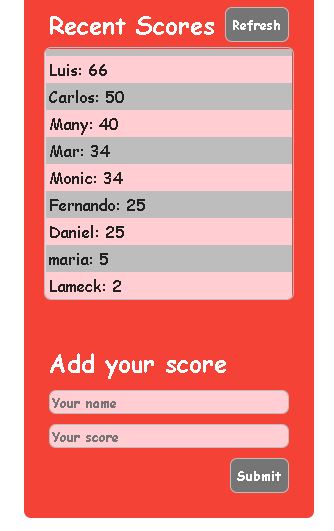 Recent Scores Refresh
Luis: 66
Carlos: 50
Many: 40
Mar: 34
Monic: 34
Fernando: 25
Daniel: 25
maria: 5
Lameck: 2
Add your score
Your name
Your score
Submit